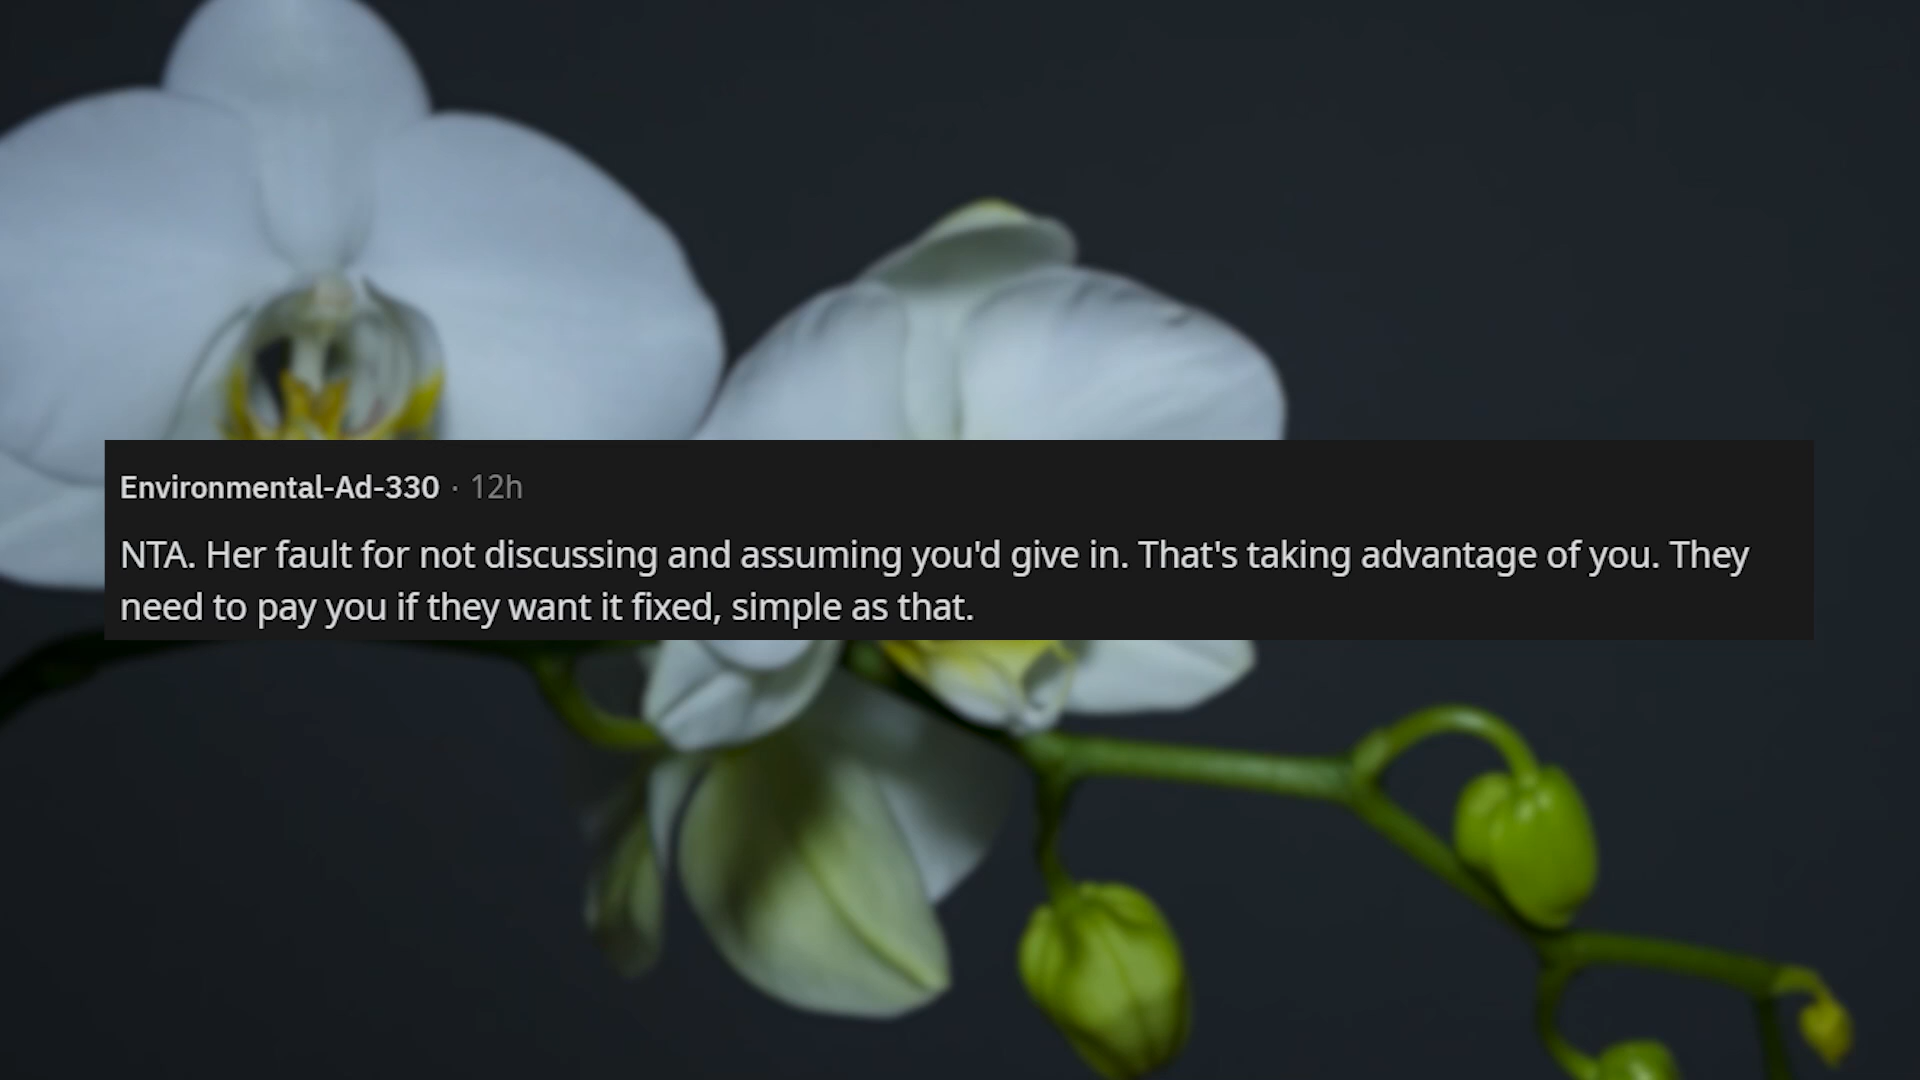 Environmental-Ad-330 · 12h
NTA. Her fault for not discussing and assuming you'd give in. That's taking advantage of you. They
need to pay you if they want it fixed, simple as that.